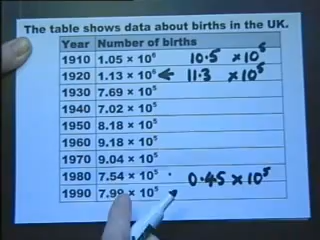 The table shows data about births in the UK.
Year Number of births
1910 1.05 × 10⁶ 10.5 × 10⁵
1920 1.13 × 10⁶ ← 11.3 × 10⁵
1930 7.69 × 10⁵
1940 7.02 × 10⁵
1950 8.18 × 10⁵
1960 9.18 × 10⁵
1970 9.04 × 10⁵
1980 7.54 × 10⁵ 0.45 × 10⁵
1990 7.99 × 10⁵